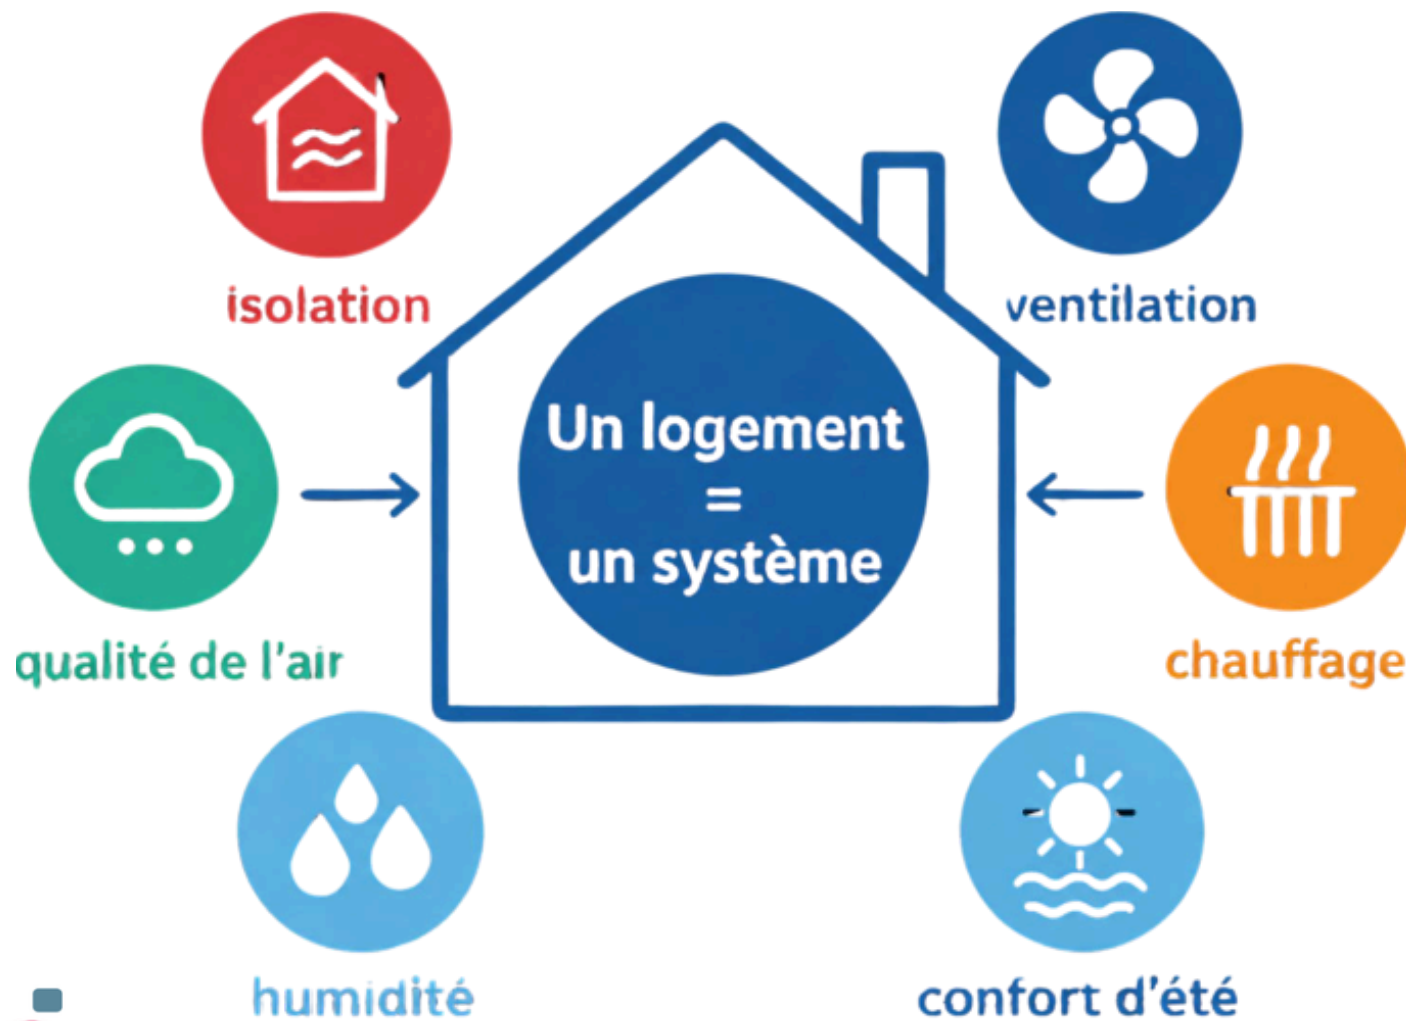 isolation
ventilation
Un logement
=
un système
qualité de l'air
chauffage
humidité
confort d'été